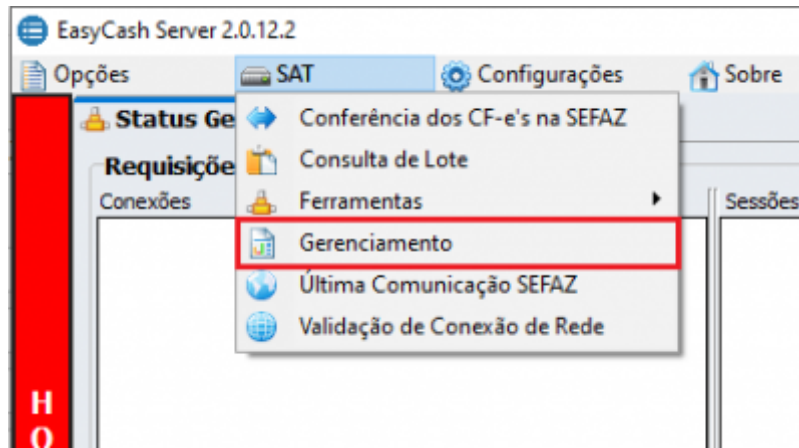 EasyCash Server 2.0.12.2
Opções SAT Configurações Sobre
Status Ge
Conferência dos CF-e's na SEFAZ
Requisiçõe
Consulta de Lote
Conexões
Ferramentas
Sessões
Gerenciamento
Última Comunicação SEFAZ
Validação de Conexão de Rede
H
O